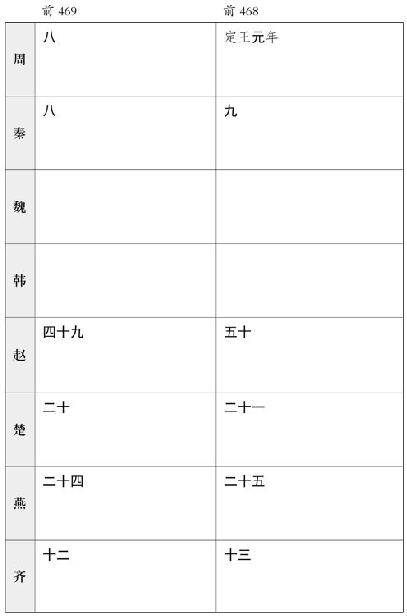 前 469 前 468
周 八 定王元年
秦 八 九
魏
韩
赵 四十九 五十
楚 二十 二十一
燕 二十四 二十五
齐 十二 十三